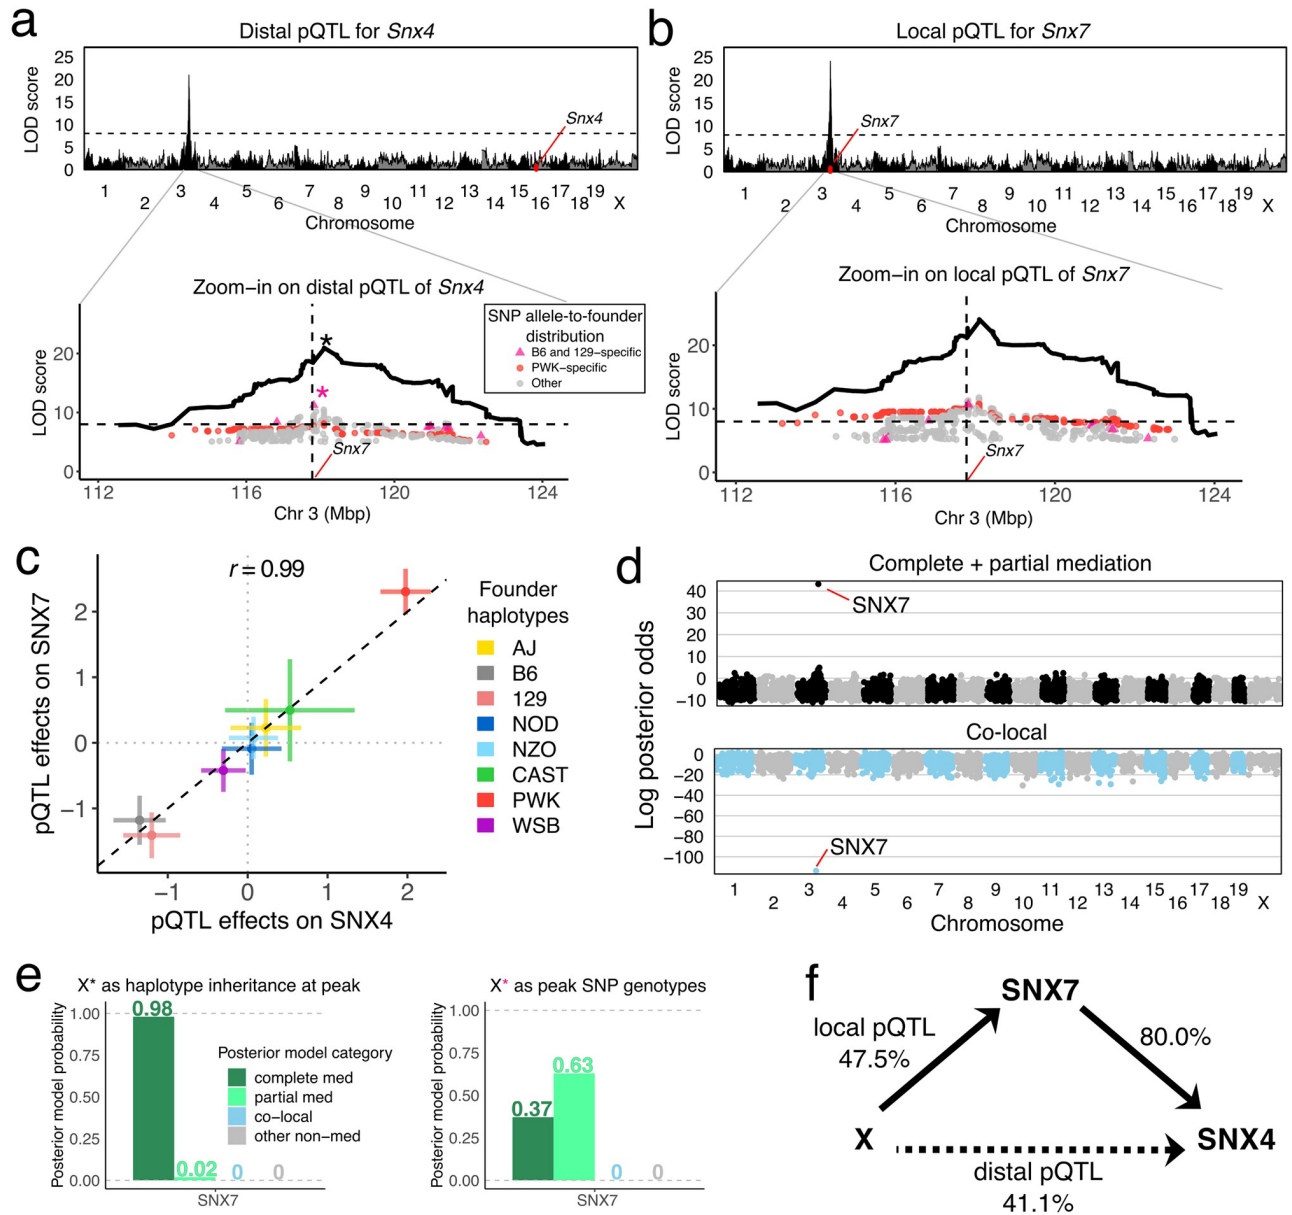 a
Distal pQTL for Snx4
LOD score
25
20
15
10
5
0
Snx4
1 2 3 4 5 6 7 8 9 10 11 12 13 14 15 16 17 18 19 X
Chromosome
Zoom−in on distal pQTL of Snx4
SNP allele-to-founder
distribution
B6 and 129−specific
PWK−specific
Other
LOD score
20
10
0
*
*
Snx7
112 116 120 124
Chr 3 (Mbp)
b
Local pQTL for Snx7
LOD score
25
20
15
10
5
0
Snx7
1 2 3 4 5 6 7 8 9 10 11 12 13 14 15 16 17 18 19 X
Chromosome
Zoom−in on local pQTL of Snx7
LOD score
20
10
0
Snx7
112 116 120 124
Chr 3 (Mbp)
c
r = 0.99
pQTL effects on SNX7
2
1
0
−1
−1 0 1 2
pQTL effects on SNX4
Founder
haplotypes
AJ
B6
129
NOD
NZO
CAST
PWK
WSB
d
Complete + partial mediation
Log posterior odds
40
30
20
10
0
−10
SNX7
Co−local
0
−20
−40
−60
−80
−100
SNX7
1 2 3 4 5 6 7 8 9 10 11 12 13 14 15 16 17 18 19 X
Chromosome
e
X* as haplotype inheritance at peak
Posterior model probability
1.00
0.75
0.50
0.25
0.00
0.98
0.02
0
0
Posterior model category
complete med
partial med
co−local
other non−med
SNX7
X* as peak SNP genotypes
Posterior model probability
1.00
0.75
0.50
0.25
0.00
0.37
0.63
0
0
SNX7
f
SNX7
local pQTL
47.5%
80.0%
X
SNX4
distal pQTL
41.1%